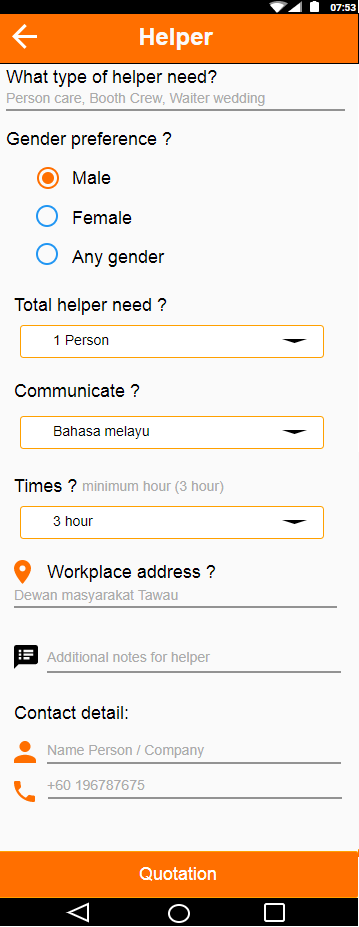 07:53
Helper
What type of helper need?
Person care, Booth Crew, Waiter wedding
Gender preference ?
Male
Female
Any gender
Total helper need ?
1 Person
Communicate ?
Bahasa melayu
Times ? minimum hour (3 hour)
3 hour
Workplace address ?
Dewan masyarakat Tawau
Additional notes for helper
Contact detail:
Name Person / Company
+60 196787675
Quotation